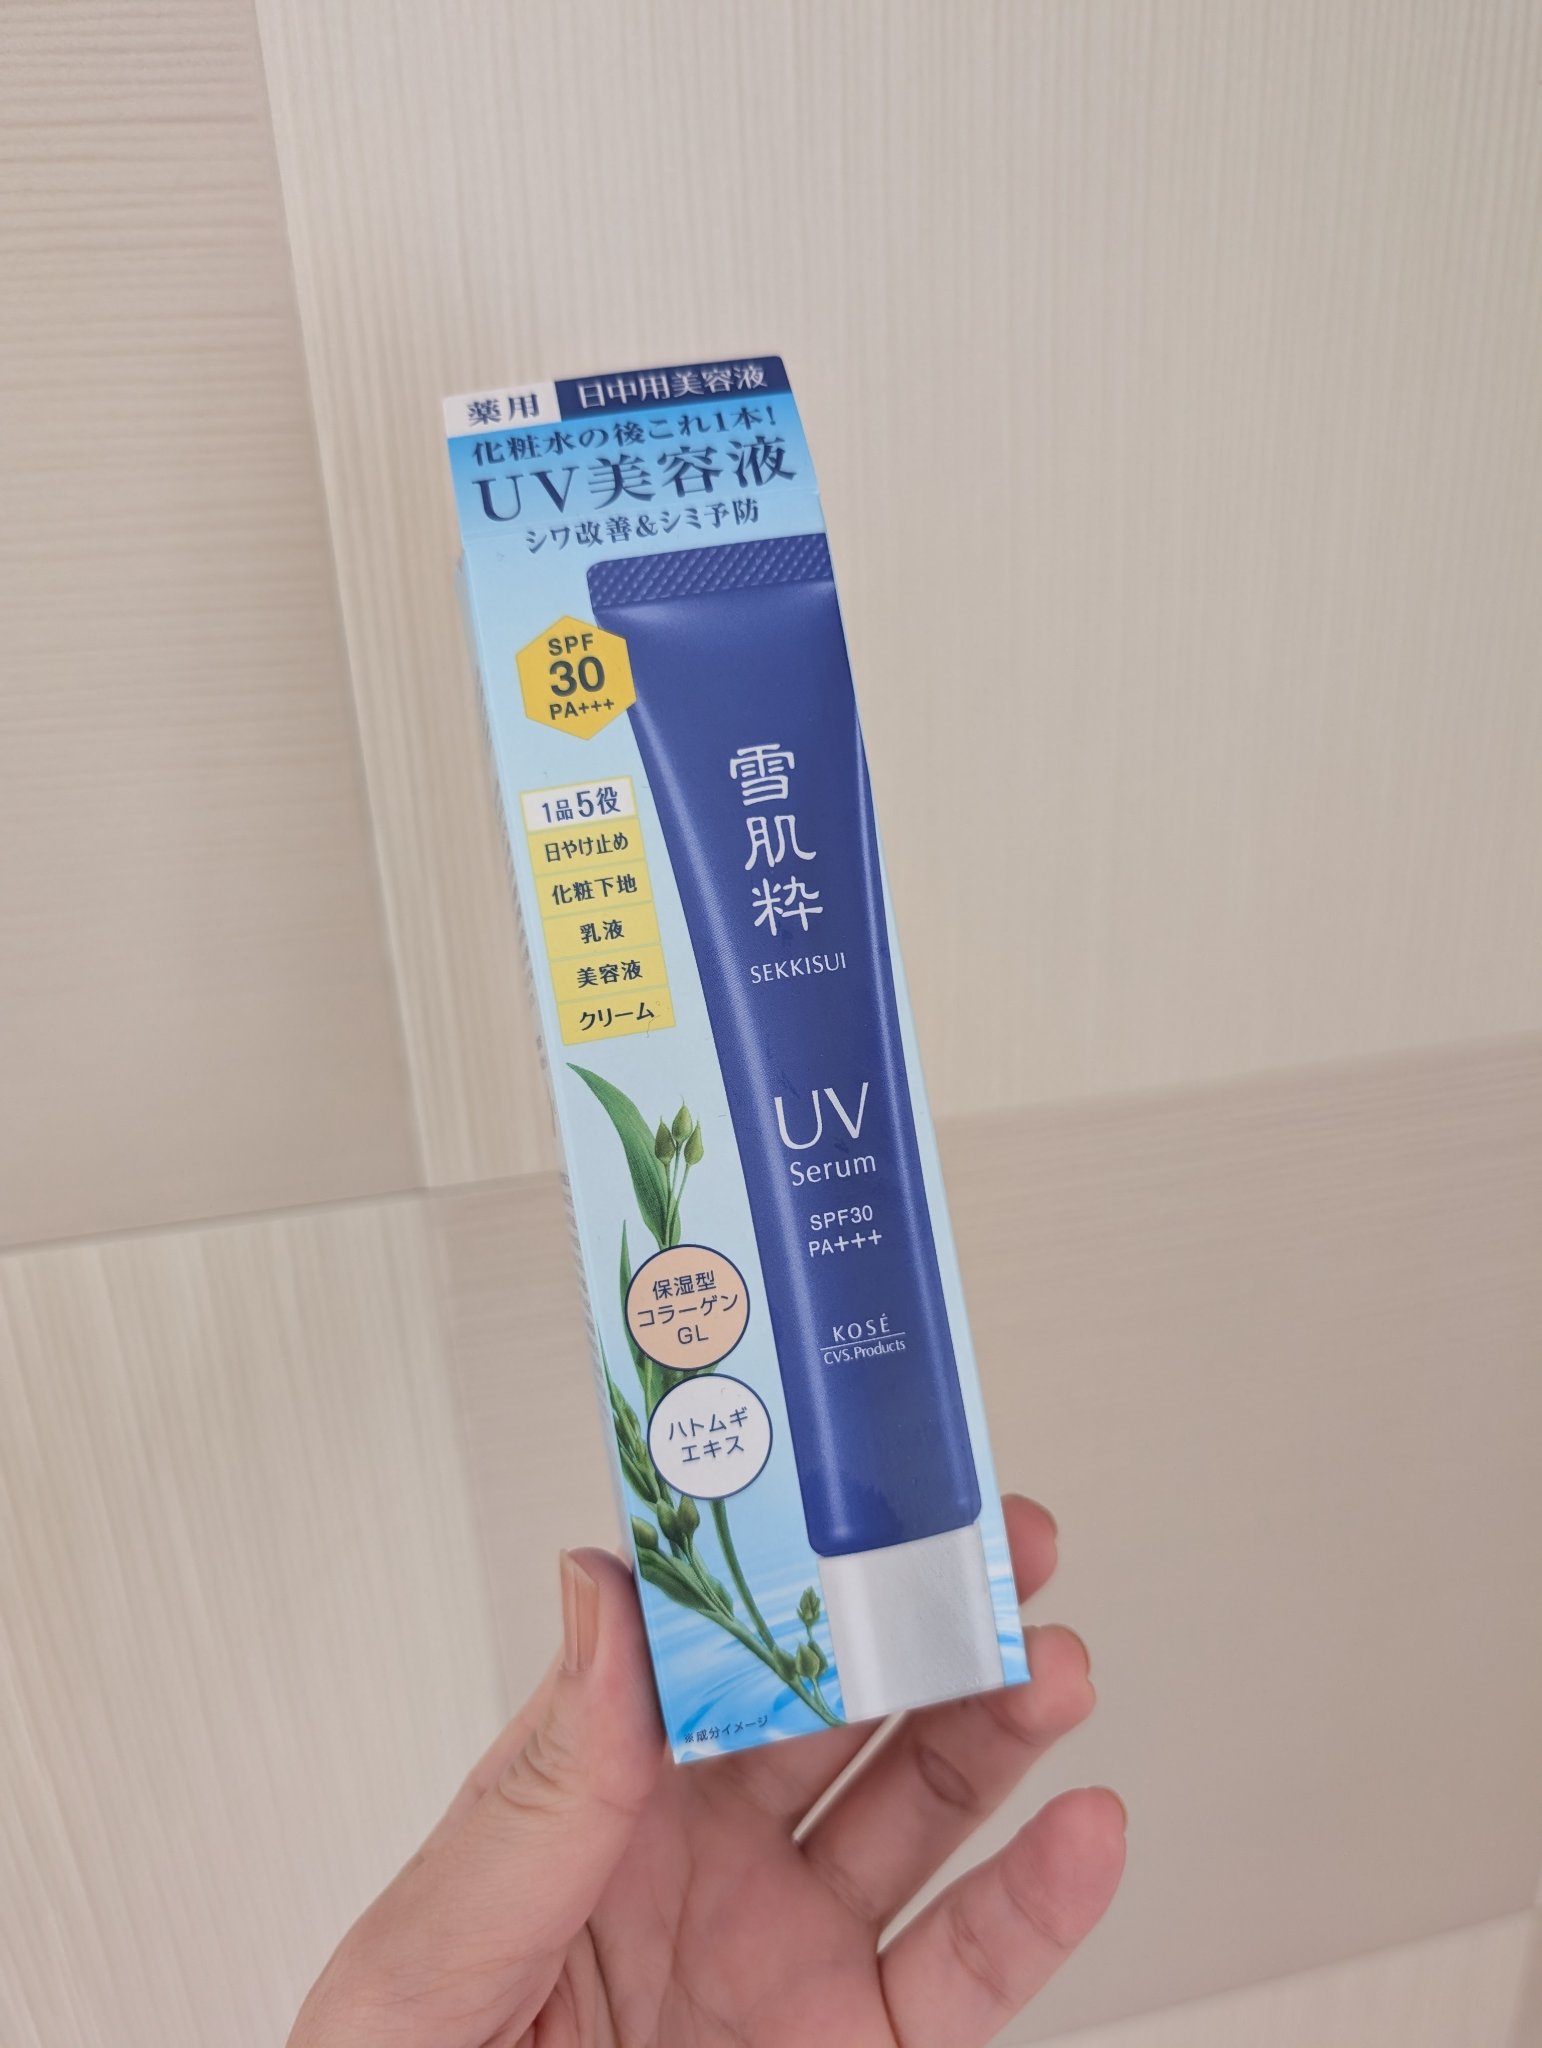 薬用 日中用美容液
化粧水の後これ1本!
UV美容液
シワ改善&シミ予防
SPF
30
PA+++
1品5役
日やけ止め
化粧下地
乳液
美容液
クリーム
雪
肌
粋
SEKKISUI
UV
Serum
SPF30
PA+++
KOSÉ
CVS.Products
保湿型
コラーゲン
GL
ハトムギ
エキス
※成分イメージ